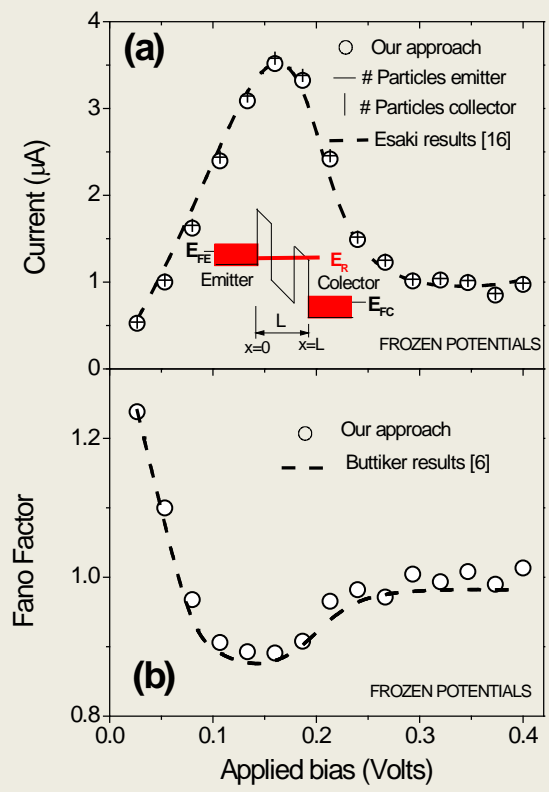 (a)
Our approach
# Particles emitter
# Particles collector
Esaki results [16]
Current (μA)
4
3
2
1
0
E_FE
Emitter
E_R
Colector
E_FC
L
x=0
x=L
FROZEN POTENTIALS
Our approach
Buttiker results [6]
Fano Factor
1.2
1.0
0.8
(b)
FROZEN POTENTIALS
0.0 0.1 0.2 0.3 0.4
Applied bias (Volts)